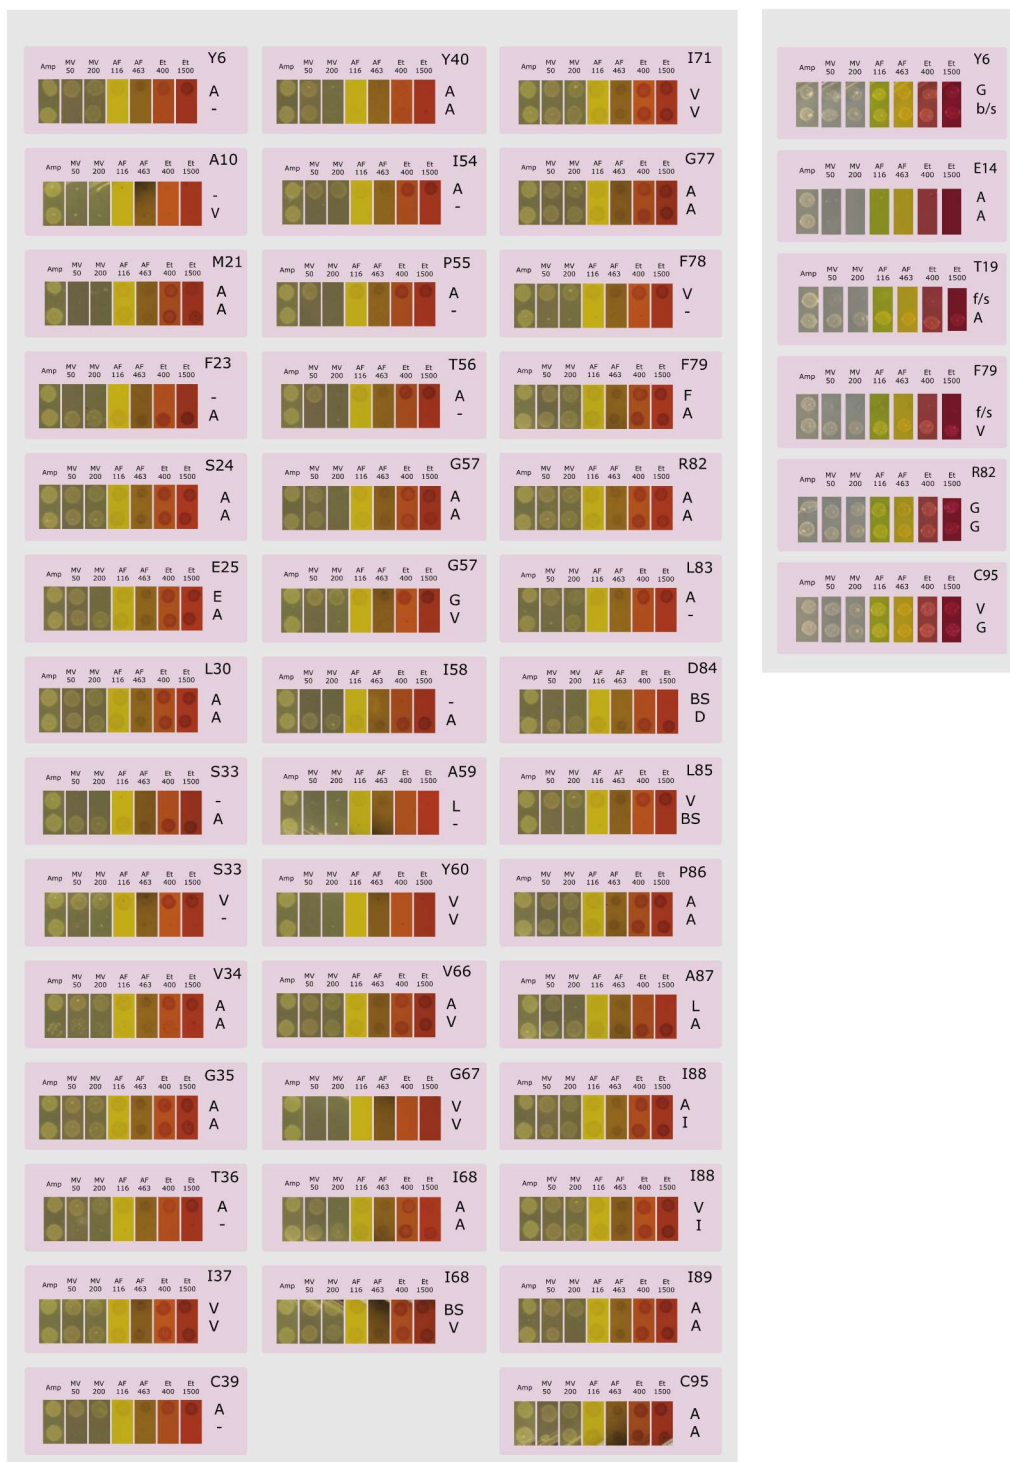 Y6
Amp MV 50 MV 200 AF 116 AF 463 Et 400 Et 1500
A
-
A10
Amp MV 50 MV 200 AF 116 AF 463 Et 400 Et 1500
-
V
M21
Amp MV 50 MV 200 AF 116 AF 463 Et 400 Et 1500
A
A
F23
Amp MV 50 MV 200 AF 116 AF 463 Et 400 Et 1500
-
A
S24
Amp MV 50 MV 200 AF 116 AF 463 Et 400 Et 1500
A
A
E25
Amp MV 50 MV 200 AF 116 AF 463 Et 400 Et 1500
E
A
L30
Amp MV 50 MV 200 AF 116 AF 463 Et 400 Et 1500
A
A
S33
Amp MV 50 MV 200 AF 116 AF 463 Et 400 Et 1500
-
A
S33
Amp MV 50 MV 200 AF 116 AF 463 Et 400 Et 1500
V
-
V34
Amp MV 50 MV 200 AF 116 AF 463 Et 400 Et 1500
A
A
G35
Amp MV 50 MV 200 AF 116 AF 463 Et 400 Et 1500
A
A
T36
Amp MV 50 MV 200 AF 116 AF 463 Et 400 Et 1500
A
-
I37
Amp MV 50 MV 200 AF 116 AF 463 Et 400 Et 1500
V
V
C39
Amp MV 50 MV 200 AF 116 AF 463 Et 400 Et 1500
A
-
Y40
Amp MV 50 MV 200 AF 116 AF 463 Et 400 Et 1500
A
A
I54
Amp MV 50 MV 200 AF 116 AF 463 Et 400 Et 1500
A
-
P55
Amp MV 50 MV 200 AF 116 AF 463 Et 400 Et 1500
A
-
T56
Amp MV 50 MV 200 AF 116 AF 463 Et 400 Et 1500
A
-
G57
Amp MV 50 MV 200 AF 116 AF 463 Et 400 Et 1500
A
A
G57
Amp MV 50 MV 200 AF 116 AF 463 Et 400 Et 1500
G
V
I58
Amp MV 50 MV 200 AF 116 AF 463 Et 400 Et 1500
-
A
A59
Amp MV 50 MV 200 AF 116 AF 463 Et 400 Et 1500
L
-
Y60
Amp MV 50 MV 200 AF 116 AF 463 Et 400 Et 1500
V
V
V66
Amp MV 50 MV 200 AF 116 AF 463 Et 400 Et 1500
A
V
G67
Amp MV 50 MV 200 AF 116 AF 463 Et 400 Et 1500
V
V
I68
Amp MV 50 MV 200 AF 116 AF 463 Et 400 Et 1500
A
A
I68
Amp MV 50 MV 200 AF 116 AF 463 Et 400 Et 1500
BS
V
I71
Amp MV 50 MV 200 AF 116 AF 463 Et 400 Et 1500
V
V
G77
Amp MV 50 MV 200 AF 116 AF 463 Et 400 Et 1500
A
A
F78
Amp MV 50 MV 200 AF 116 AF 463 Et 400 Et 1500
V
-
F79
Amp MV 50 MV 200 AF 116 AF 463 Et 400 Et 1500
F
A
R82
Amp MV 50 MV 200 AF 116 AF 463 Et 400 Et 1500
A
A
L83
Amp MV 50 MV 200 AF 116 AF 463 Et 400 Et 1500
A
-
D84
Amp MV 50 MV 200 AF 116 AF 463 Et 400 Et 1500
BS
D
L85
Amp MV 50 MV 200 AF 116 AF 463 Et 400 Et 1500
V
BS
P86
Amp MV 50 MV 200 AF 116 AF 463 Et 400 Et 1500
A
A
A87
Amp MV 50 MV 200 AF 116 AF 463 Et 400 Et 1500
L
A
I88
Amp MV 50 MV 200 AF 116 AF 463 Et 400 Et 1500
A
I
I88
Amp MV 50 MV 200 AF 116 AF 463 Et 400 Et 1500
V
I
I89
Amp MV 50 MV 200 AF 116 AF 463 Et 400 Et 1500
A
A
C95
Amp MV 50 MV 200 AF 116 AF 463 Et 400 Et 1500
A
A
Y6
Amp MV 50 MV 200 AF 116 AF 463 Et 400 Et 1500
G
b/s
E14
Amp MV 50 MV 200 AF 116 AF 463 Et 400 Et 1500
A
A
T19
Amp MV 50 MV 200 AF 116 AF 463 Et 400 Et 1500
f/s
A
F79
Amp MV 50 MV 200 AF 116 AF 463 Et 400 Et 1500
f/s
V
R82
Amp MV 50 MV 200 AF 116 AF 463 Et 400 Et 1500
G
G
C95
Amp MV 50 MV 200 AF 116 AF 463 Et 400 Et 1500
V
G